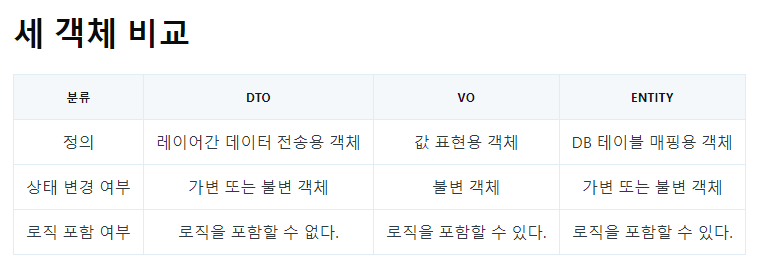 세 객체 비교
분류 DTO VO ENTITY
정의 레이어간 데이터 전송용 객체 값 표현용 객체 DB 테이블 매핑용 객체
상태 변경 여부 가변 또는 불변 객체 불변 객체 가변 또는 불변 객체
로직 포함 여부 로직을 포함할 수 없다. 로직을 포함할 수 있다. 로직을 포함할 수 있다.